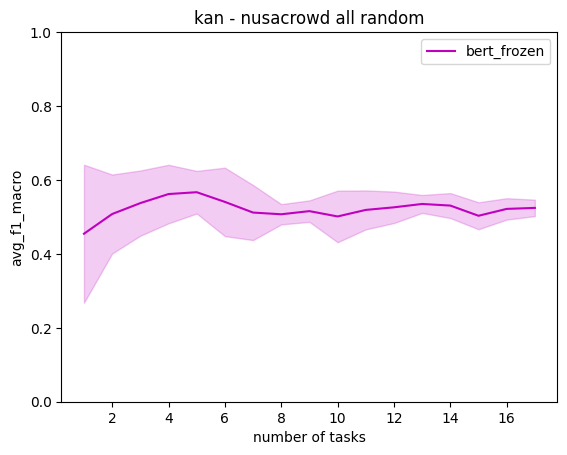 kan - nusacrowd all random
bert_frozen
avg_f1_macro
1.0
0.8
0.6
0.4
0.2
0.0
2 4 6 8 10 12 14 16
number of tasks